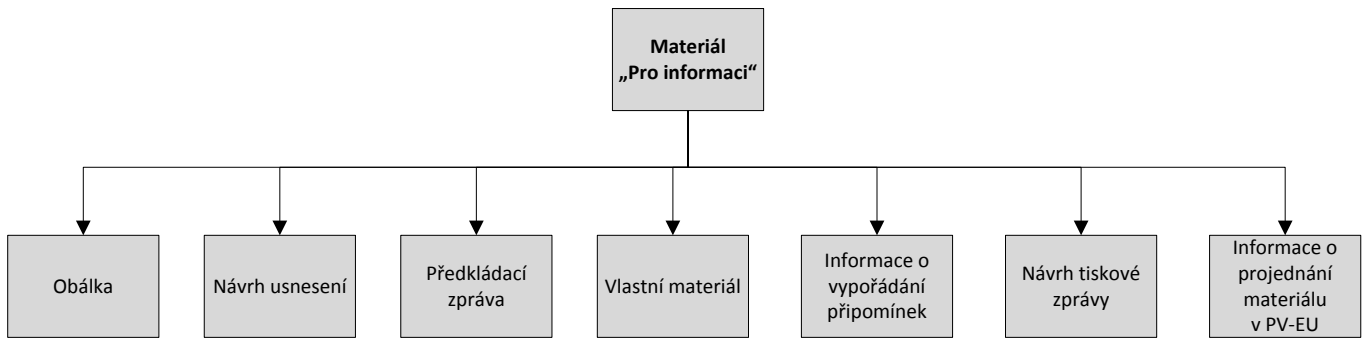 Materiál
„Pro informaci“
Obálka
Návrh usnesení
Předkládací
zpráva
Vlastní materiál
Informace o
vypořádání
připomínek
Návrh tiskové
zprávy
Informace o
projednání
materiálu
v PV-EU